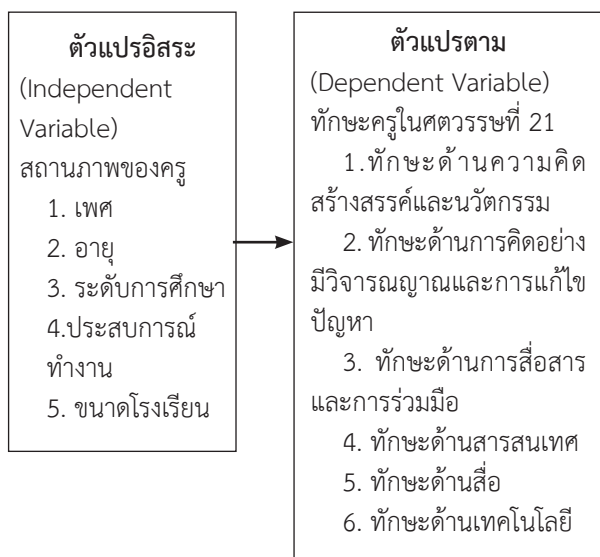 ตัวแปรอิสระ
(Independent
Variable)
สถานภาพของครู
1. เพศ
2. อายุ
3. ระดับการศึกษา
4.ประสบการณ์
ทำงาน
5. ขนาดโรงเรียน
ตัวแปรตาม
(Dependent Variable)
ทักษะครูในศตวรรษที่ 21
1.ทักษะด้านความคิด
สร้างสรรค์และนวัตกรรม
2. ทักษะด้านการคิดอย่าง
มีวิจารณญาณและการแก้ไข
ปัญหา
3. ทักษะด้านการสื่อสาร
และการร่วมมือ
4. ทักษะด้านสารสนเทศ
5. ทักษะด้านสื่อ
6. ทักษะด้านเทคโนโลยี